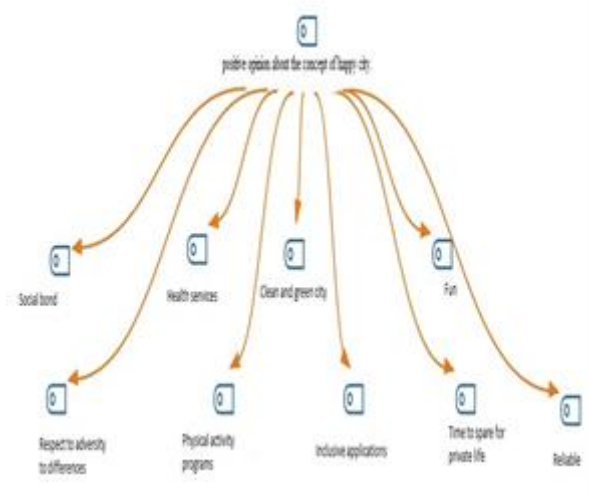 positive opinion about the concept of happy city
Social bond
Health services
Clean and green city
Fun
Respect to adversity
to differences
Physical activity
programs
Inclusive applications
Time to spare for
private life
Reliable